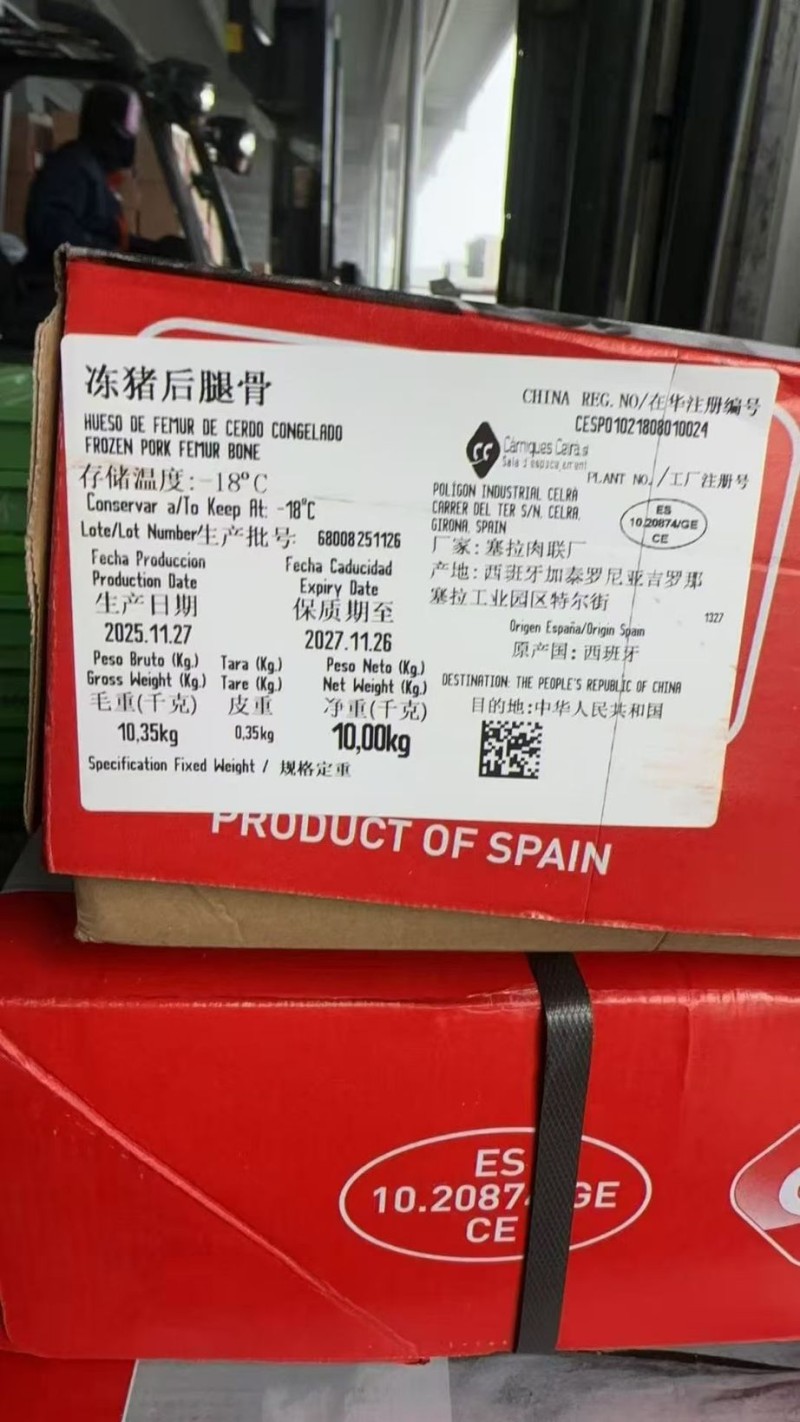 冻猪后腿骨
HUESO DE FEMUR DE CERDO CONGELADO
FROZEN PORK FEMUR BONE
存储温度:-18°C
Conservar a/To Keep At: -18°C
Lote/Lot Number生产批号 68008251126
Fecha Produccion
Production Date
生产日期
2025.11.27
Fecha Caducidad
Expiry Date
保质期至
2027.11.26
Peso Bruto (Kg.)
Gross Weight (Kg.)
毛重(千克)
10,35kg
Tara (Kg.)
Tare (Kg.)
皮重
0,35kg
Peso Neto (Kg.)
Net Weight (Kg.)
净重(千克)
10,00kg
Specification Fixed Weight / 规格定重
CHINA REG. NO/在华注册编号
CESP01021808010024
Càrniques Celrà
PLANT NO./工厂注册号
POLÍGON INDUSTRIAL CELRÀ
CARRER DEL TER S/N. CELRA.
GIRONA, SPAIN
ES
10.20874/GE
CE
厂家: 塞拉肉联厂
产地: 西班牙加泰罗尼亚吉罗那
塞拉工业园区特尔街
1327
Origen España/Origin Spain
原产国: 西班牙
DESTINATION: THE PEOPLE'S REPUBLIC OF CHINA
目的地:中华人民共和国
PRODUCT OF SPAIN
ES
10.2087 GE
CE